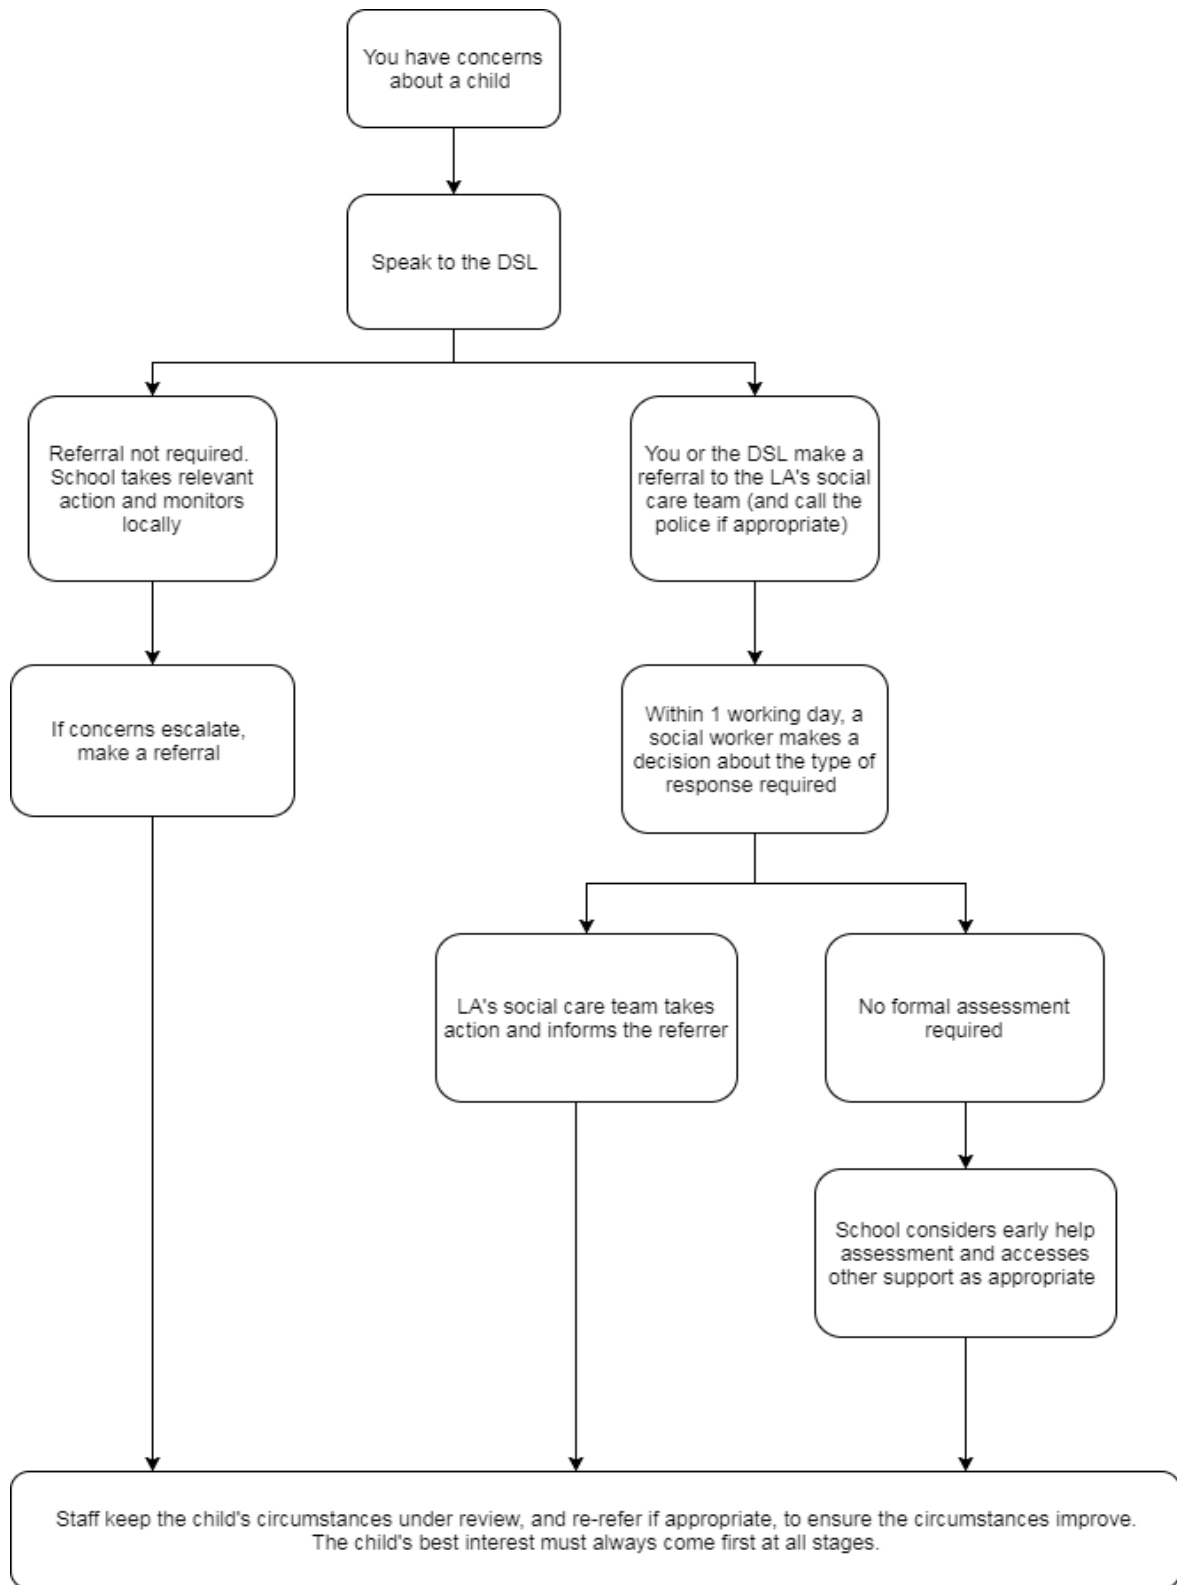 You have concerns
about a child
Speak to the DSL
Referral not required.
School takes relevant
action and monitors
locally
You or the DSL make a
referral to the LA's social
care team (and call the
police if appropriate)
If concerns escalate,
make a referral
Within 1 working day, a
social worker makes a
decision about the type of
response required
LA's social care team takes
action and informs the referrer
No formal assessment
required
School considers early help
assessment and accesses
other support as appropriate
Staff keep the child's circumstances under review, and re-refer if appropriate, to ensure the circumstances improve.
The child's best interest must always come first at all stages.